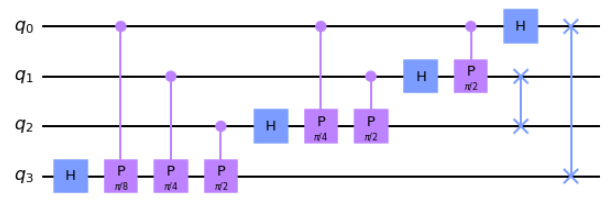 q₀ H
q₁ H P π/2
q₂ H P π/4 P π/2
q₃ H P π/8 P π/4 P π/2